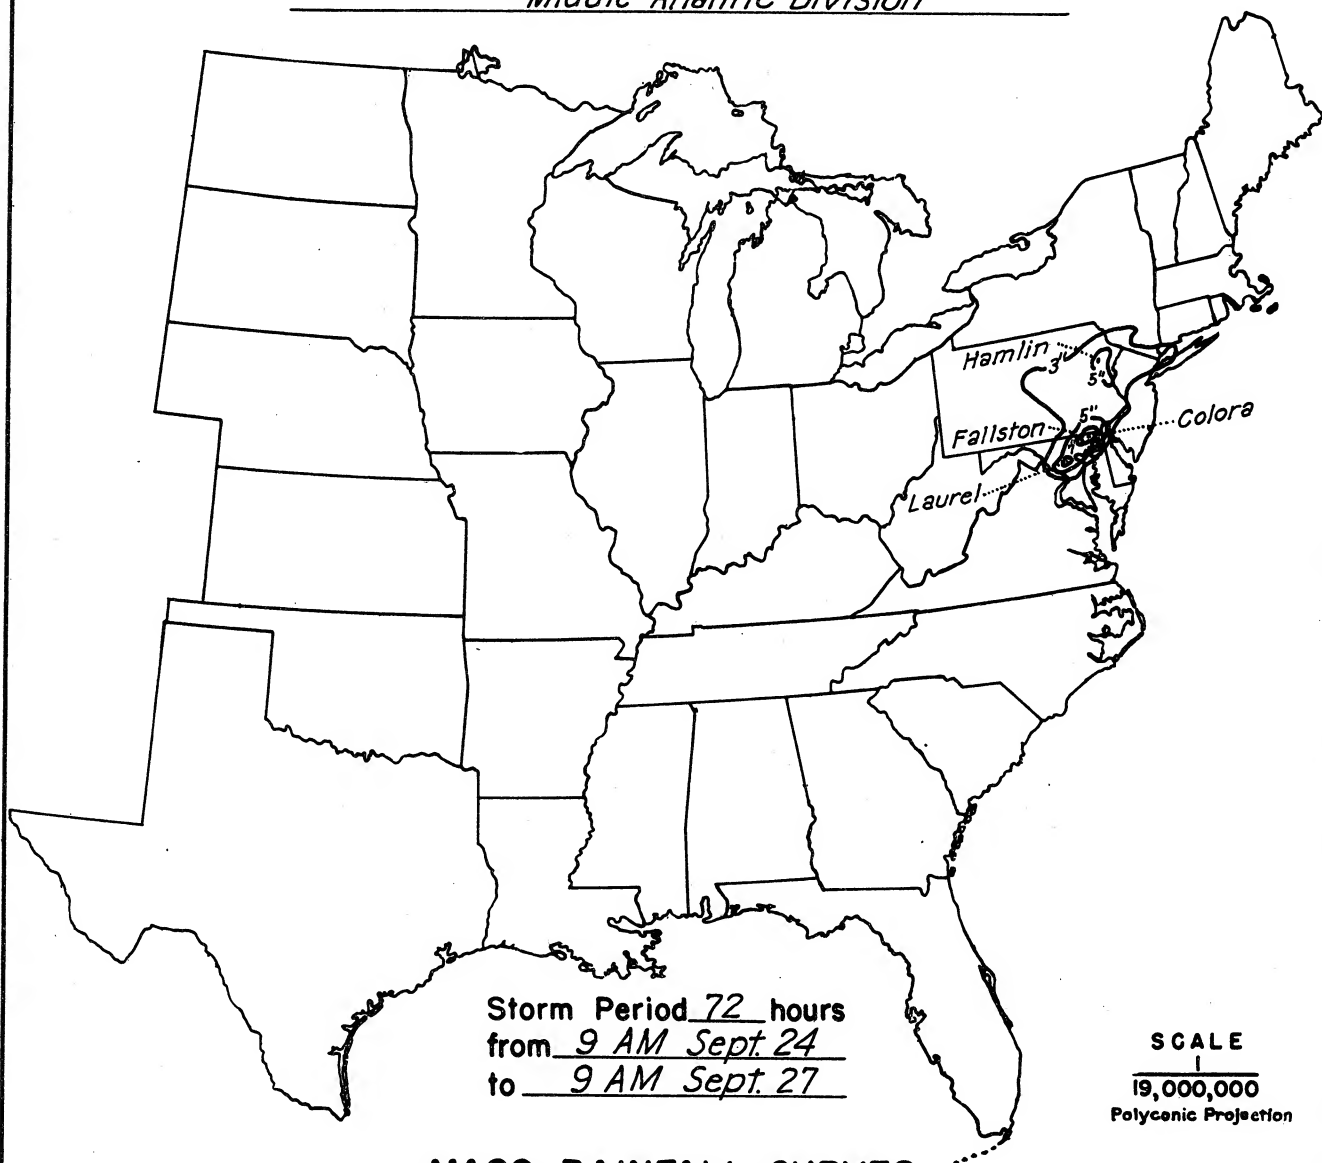 Middle Atlantic Division
Hamlin
3"
5"
5"
Fallston
Colora
7
Laurel
Storm Period 72 hours
from 9 AM Sept. 24
to 9 AM Sept. 27
SCALE
1
19,000,000
Polyconic Projection
MASS RAINFALL CURVES